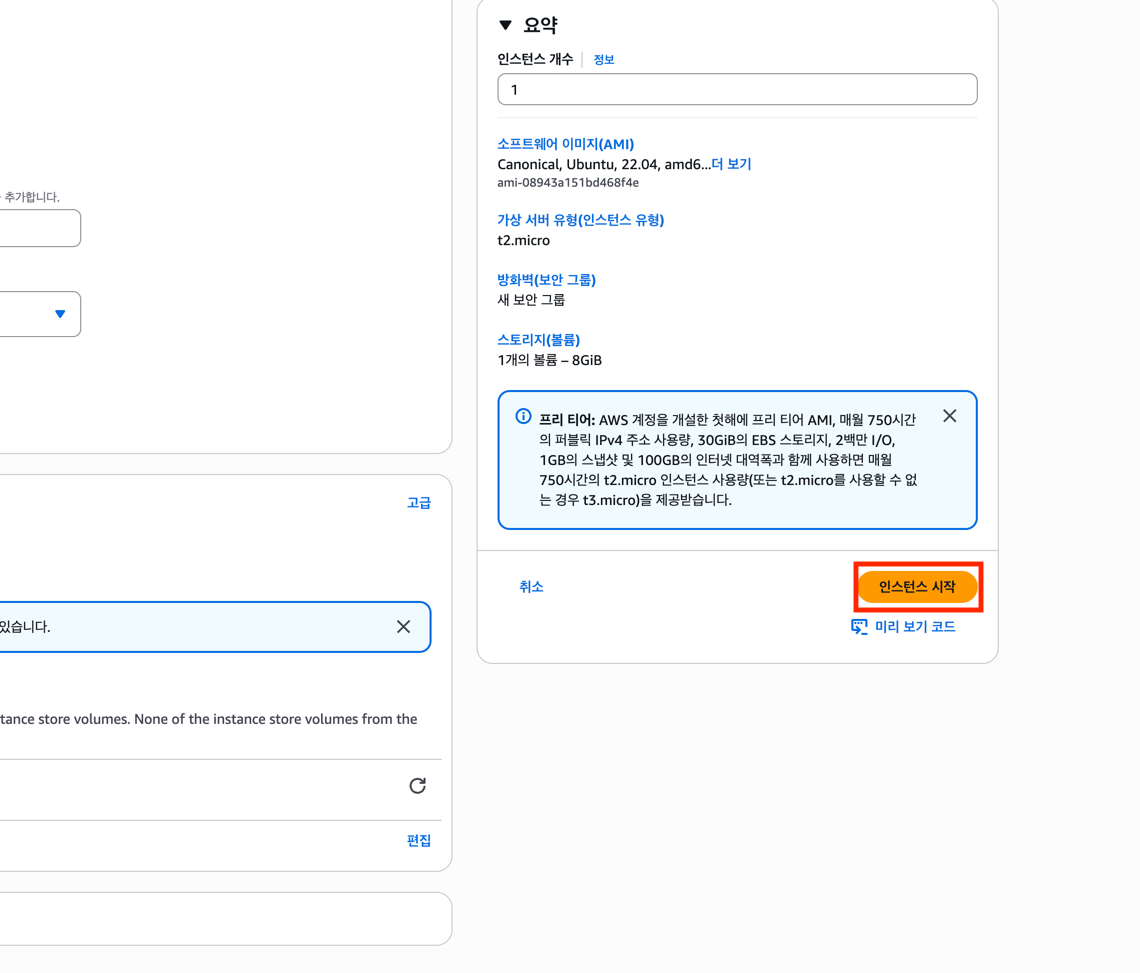 추가합니다.
고급
있습니다.
tance store volumes. None of the instance store volumes from the
편집
요약
인스턴스 개수
정보
1
소프트웨어 이미지(AMI)
Canonical, Ubuntu, 22.04, amd6...더 보기
ami-08943a151bd468f4e
가상 서버 유형(인스턴스 유형)
t2.micro
방화벽(보안 그룹)
새 보안 그룹
스토리지(볼륨)
1개의 볼륨 – 8GiB
프리 티어: AWS 계정을 개설한 첫해에 프리 티어 AMI, 매월 750시간
의 퍼블릭 IPv4 주소 사용량, 30GiB의 EBS 스토리지, 2백만 I/O,
1GB의 스냅샷 및 100GB의 인터넷 대역폭과 함께 사용하면 매월
750시간의 t2.micro 인스턴스 사용량(또는 t2.micro를 사용할 수 없
는 경우 t3.micro)을 제공받습니다.
취소
인스턴스 시작
미리 보기 코드